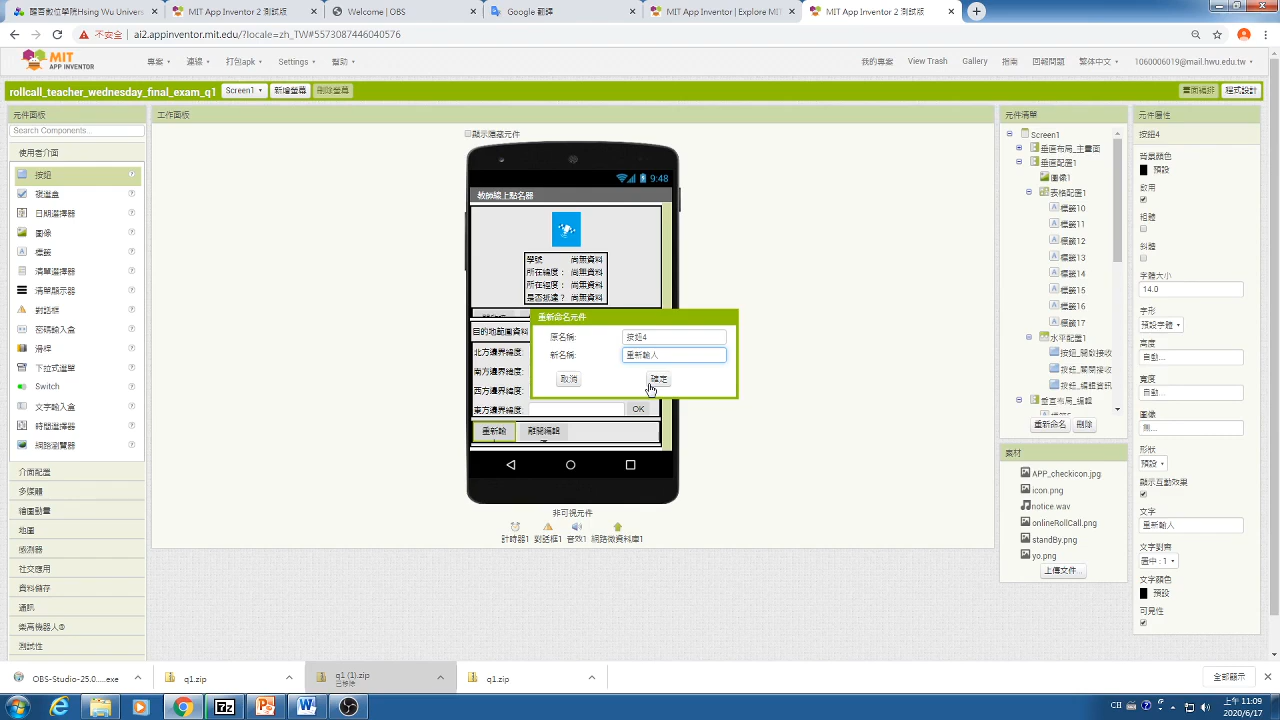 醒吾數位學院Hsing Wu Univers
MIT App Inventor 2 測試版
Welcome | OBS
Google 翻譯
MIT App Inventor | Explore MIT
MIT App Inventor 2 測試版
不安全 | ai2.appinventor.mit.edu/?locale=zh_TW#5573087446040576
MIT
APP INVENTOR
專案
連線
打包apk
Settings
幫助
我的專案
View Trash
Gallery
指南
回報問題
繁体中文
1060006019@mail.hwu.edu.tw
rollcall_teacher_wednesday_final_exam_q1
Screen1
新增螢幕
刪除螢幕
畫面編排
程式設計
元件面板
Search Components...
使用者介面
按鈕
複選盒
日期選擇器
圖像
標籤
清單選擇器
清單顯示器
對話框
密碼輸入盒
滑桿
下拉式選單
Switch
文字輸入盒
時間選擇器
網路瀏覽器
介面配置
多媒體
繪圖動畫
地圖
感測器
社交應用
資料儲存
通訊
樂高機器人®
測試性
工作面板
顯示隱藏元件
9:48
教師線上點名器
學號 尚無資料
所在緯度: 尚無資料
所在經度: 尚無資料
是否抵達? 尚無資料
目的地範圍資料
北方邊界緯度:
南方邊界緯度:
西方邊界經度:
東方邊界經度:
OK
重新輸
離開編輯
重新命名元件
原名稱: 按鈕4
新名稱: 重新輸入
取消
確定
非可視元件
計時器1
對話框1
音效1
網路微資料庫1
元件清單
Screen1
垂直布局_主畫面
垂直配置1
圖像1
表格配置1
標籤10
標籤11
標籤12
標籤13
標籤14
標籤15
標籤16
標籤17
水平配置1
按鈕_開啟接收
按鈕_關閉接收
按鈕_編輯資訊
垂直布局_編輯
重新命名
刪除
素材
APP_checkicon.jpg
icon.png
notice.wav
onlineRollCall.png
standBy.png
yo.png
上傳文件...
元件屬性
按鈕4
背景顏色
預設
啟用
粗體
斜體
字體大小
14.0
字形
預設字體
高度
自動...
寬度
自動...
圖像
無...
形狀
預設
顯示互動效果
文字
重新輸入
文字對齊
置中 : 1
文字顏色
預設
可見性
OBS-Studio-25.0....exe
q1.zip
q1 (1).zip
已移除
q1.zip
全部顯示
CH
上午 11:09
2020/6/17